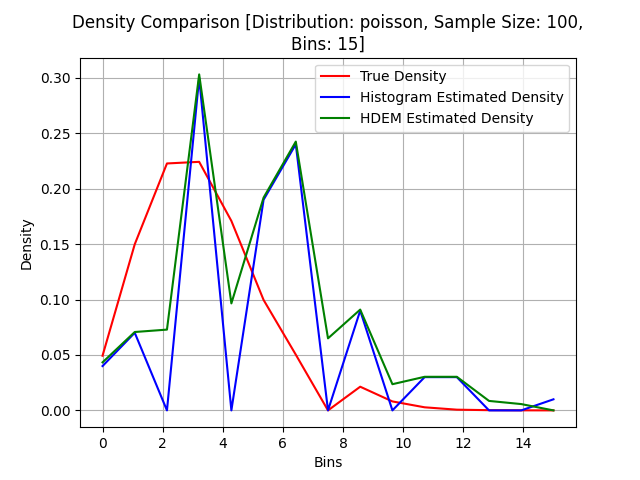 Density Comparison [Distribution: poisson, Sample Size: 100,
Bins: 15]
True Density
Histogram Estimated Density
HDEM Estimated Density
Density
0.30
0.25
0.20
0.15
0.10
0.05
0.00
0 2 4 6 8 10 12 14
Bins